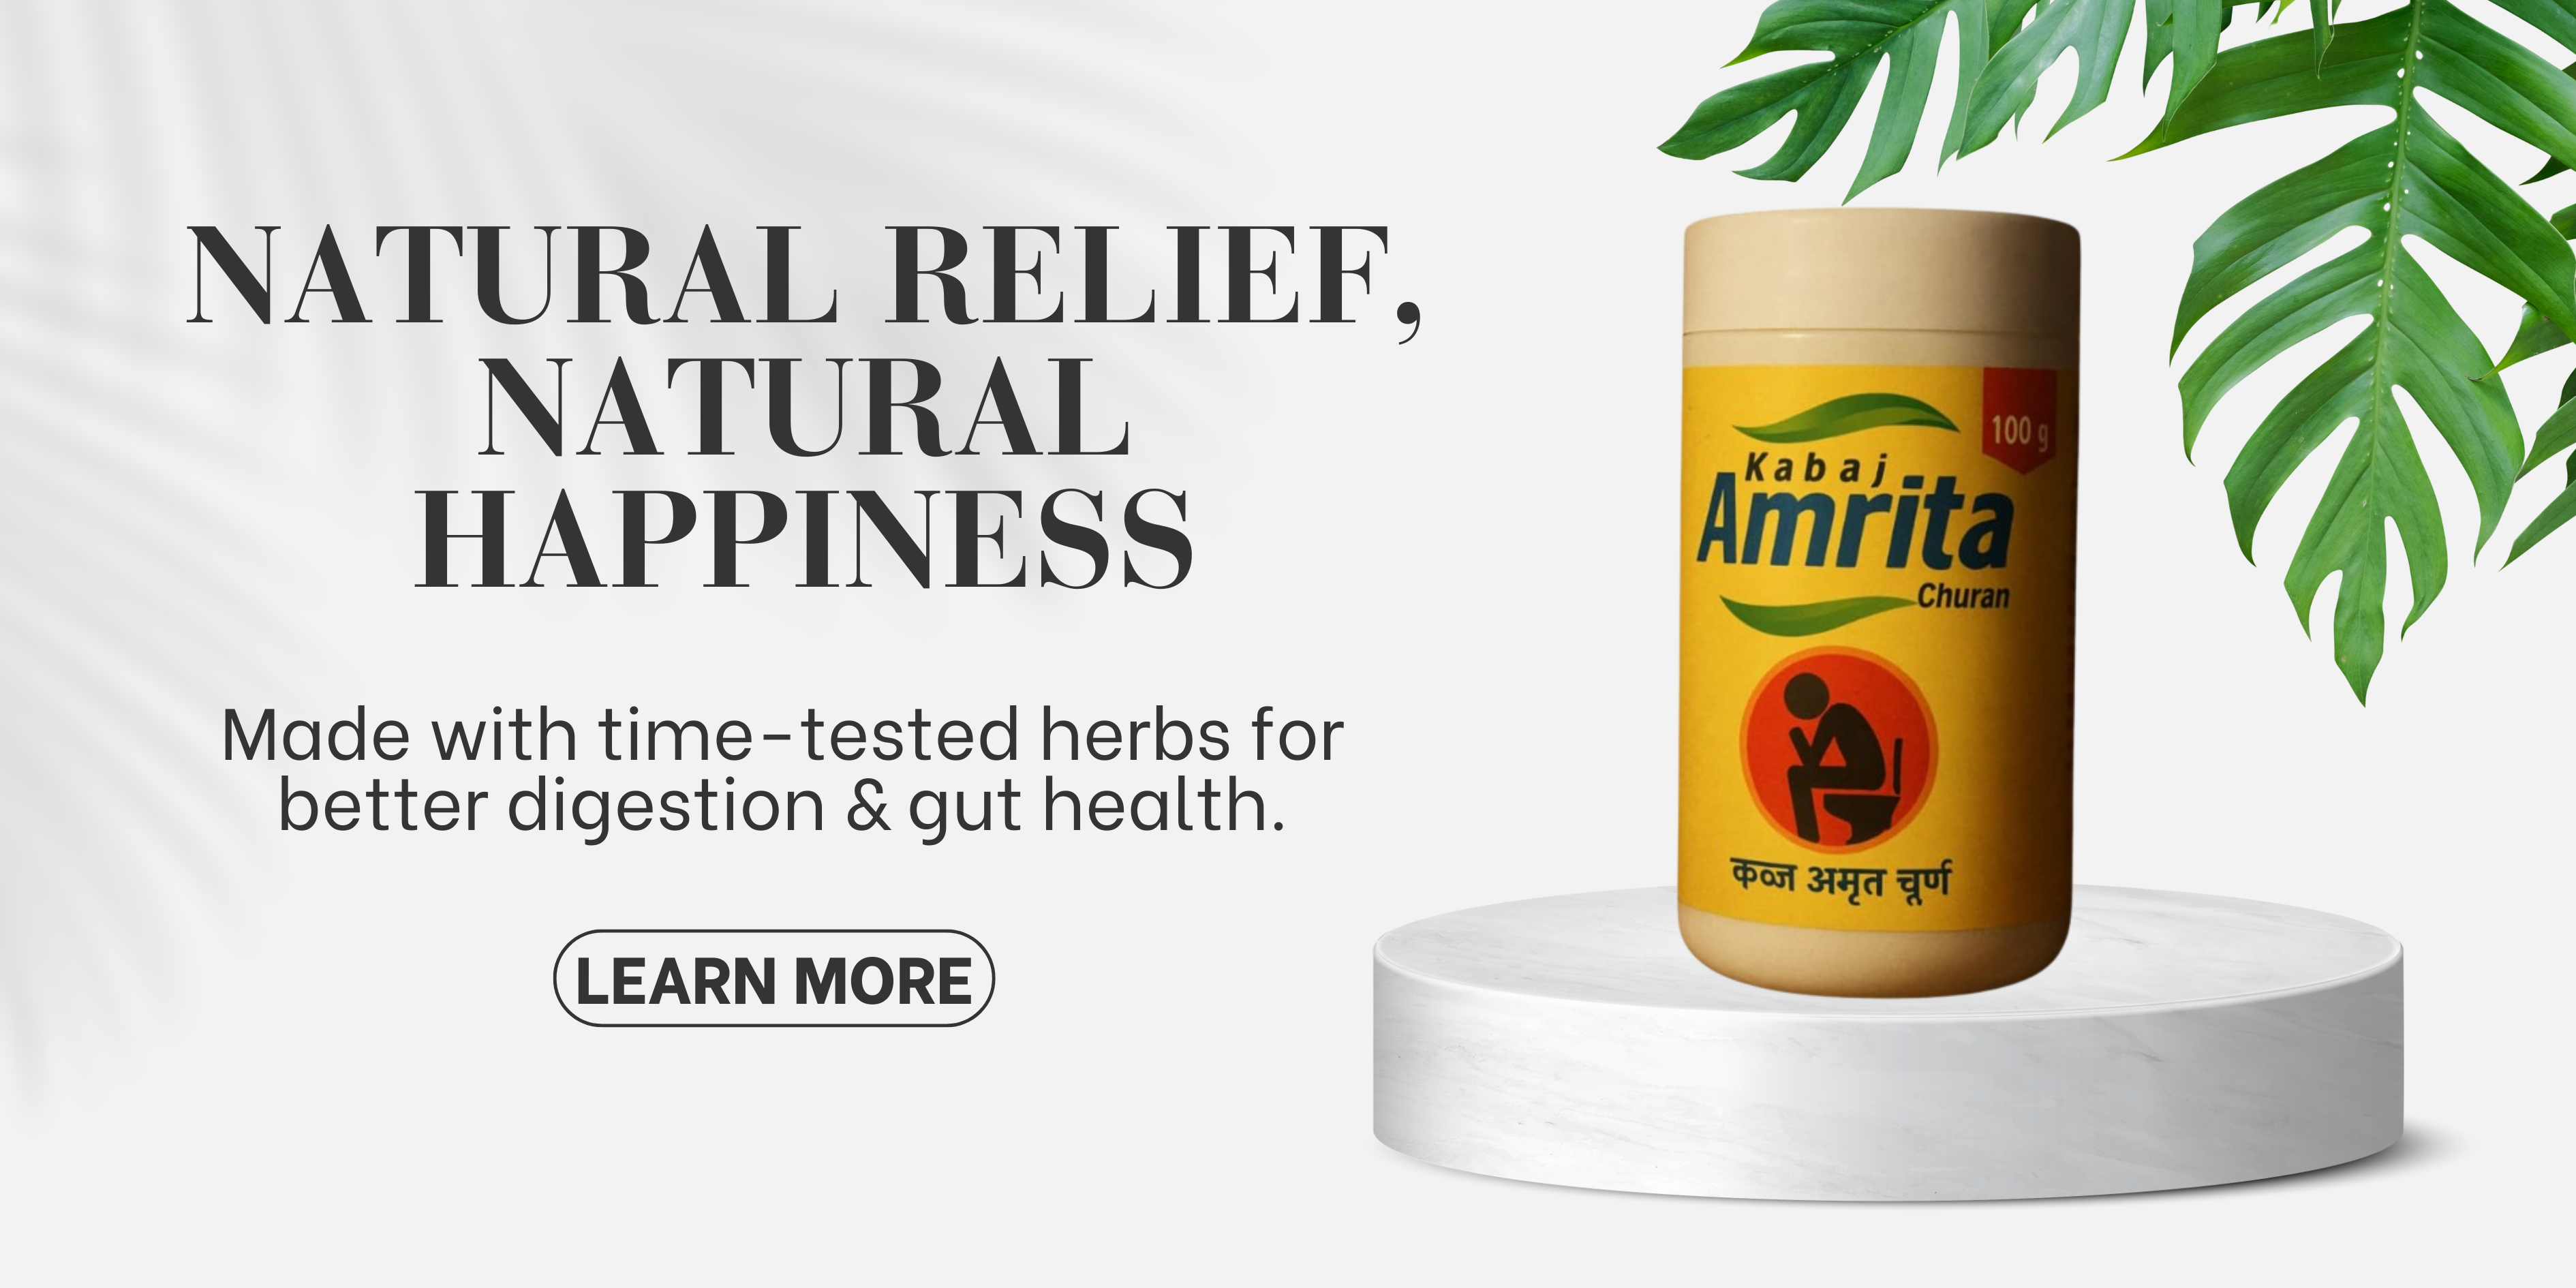 NATURAL RELIEF,
NATURAL
HAPPINESS
Made with time-tested herbs for
better digestion & gut health.
LEARN MORE
100 g
Kabaj
Amrita
Churan
कब्ज अमृत चूर्ण